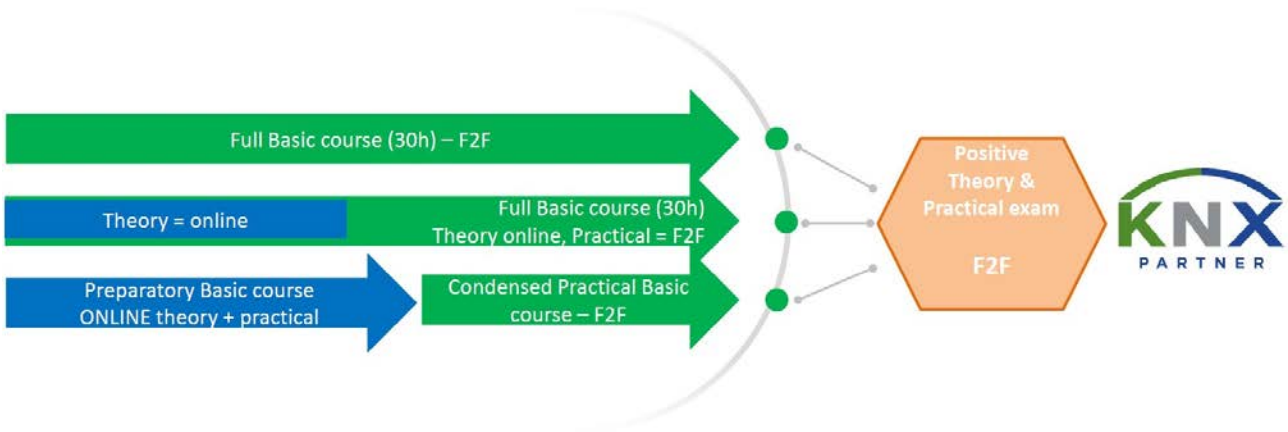 Full Basic course (30h) – F2F
Theory = online
Full Basic course (30h)
Theory online, Practical = F2F
Preparatory Basic course
ONLINE theory + practical
Condensed Practical Basic
course – F2F
Positive
Theory &
Practical exam
F2F
KNX
PARTNER